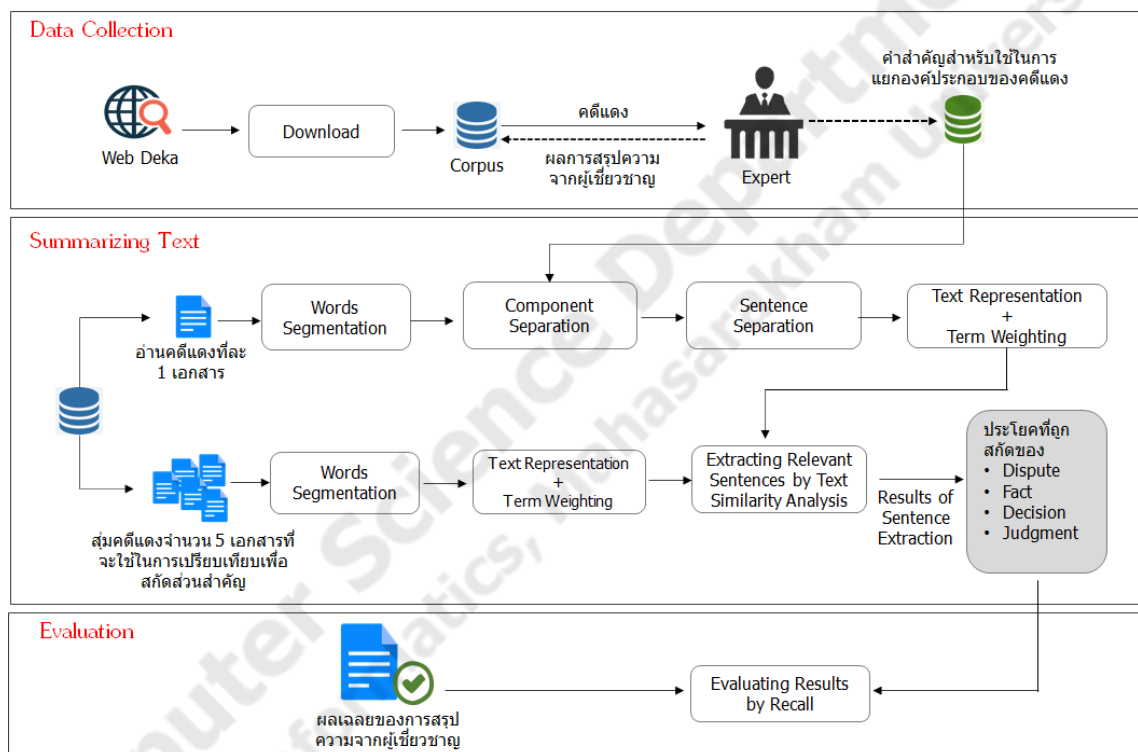 Data Collection
Web Deka
Download
Corpus
คดีแดง
ผลการสรุปความ
จากผู้เชี่ยวชาญ
Expert
คำสำคัญสำหรับใช้ในการ
แยกองค์ประกอบของคดีแดง
Summarizing Text
อ่านคดีแดงที่ละ
1 เอกสาร
Words
Segmentation
Component
Separation
Sentence
Separation
Text Representation
+
Term Weighting
สุ่มคดีแดงจำนวน 5 เอกสารที่
จะใช้ในการเปรียบเทียบเพื่อ
สกัดส่วนสำคัญ
Words
Segmentation
Text Representation
+
Term Weighting
Extracting Relevant
Sentences by Text
Similarity Analysis
Results of
Sentence
Extraction
ประโยคที่ถูก
สกัดของ
• Dispute
• Fact
• Decision
• Judgment
Evaluation
ผลเฉลยของการสรุป
ความจากผู้เชี่ยวชาญ
Evaluating Results
by Recall
Computer Science Department
Informatics, Mahasarakham Univers